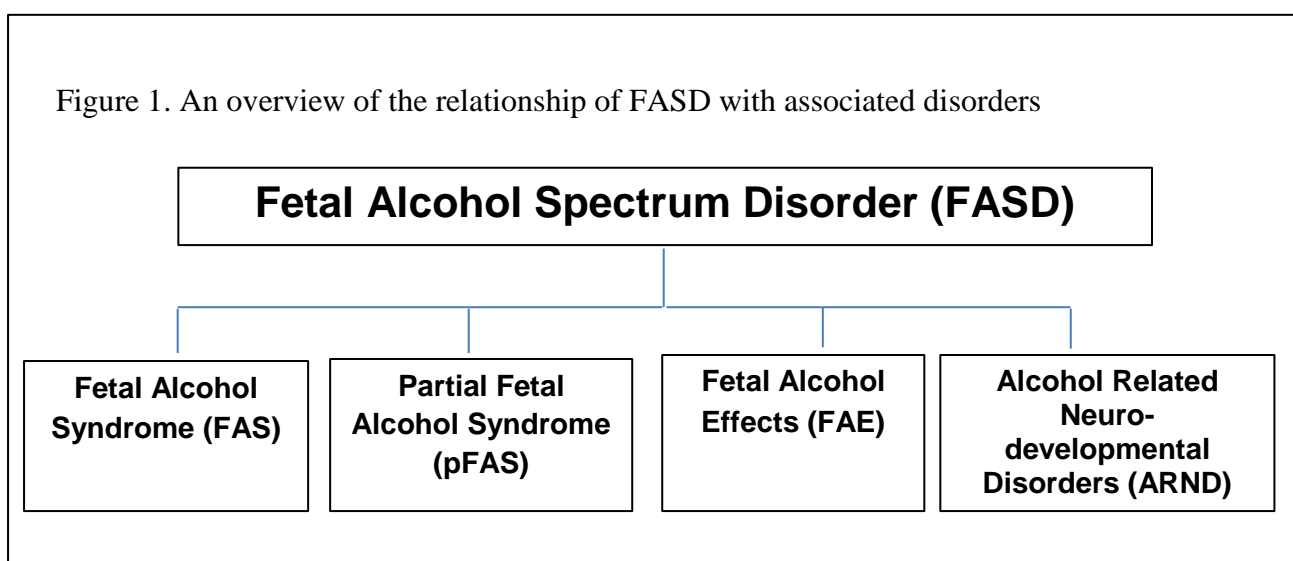 Figure 1. An overview of the relationship of FASD with associated disorders
Fetal Alcohol Spectrum Disorder (FASD)
Fetal Alcohol
Syndrome (FAS)
Partial Fetal
Alcohol Syndrome
(pFAS)
Fetal Alcohol
Effects (FAE)
Alcohol Related
Neuro-
developmental
Disorders (ARND)